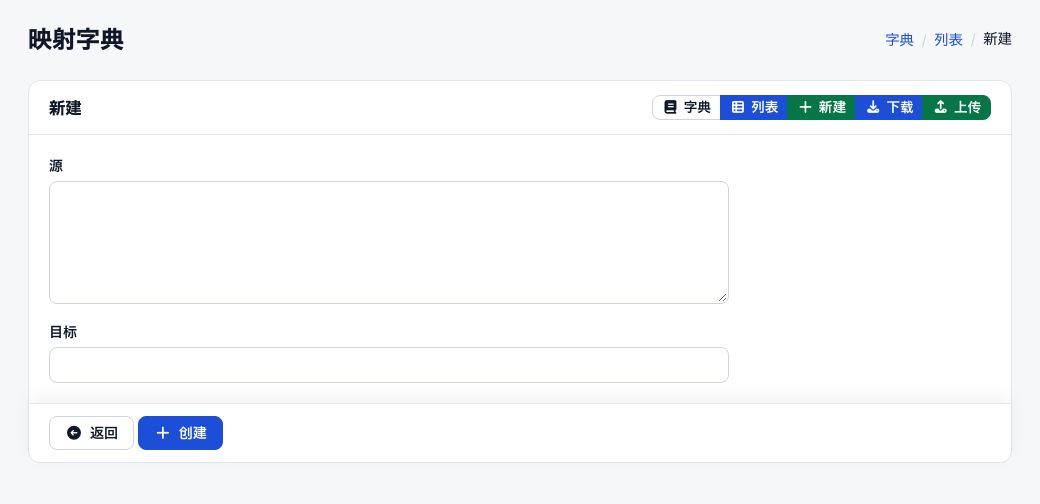 映射字典
字典 / 列表 / 新建
新建
字典 列表 新建 下载 上传
源
目标
返回 创建